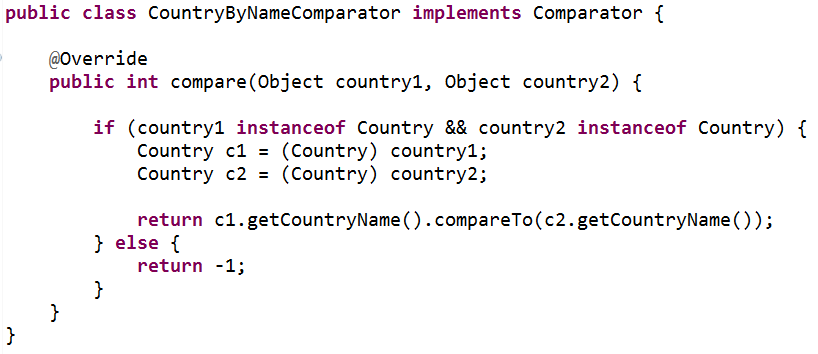 public class CountryByNameComparator implements Comparator {
@Override
public int compare(Object country1, Object country2) {
if (country1 instanceof Country && country2 instanceof Country) {
Country c1 = (Country) country1;
Country c2 = (Country) country2;
return c1.getCountryName().compareTo(c2.getCountryName());
} else {
return -1;
}
}
}